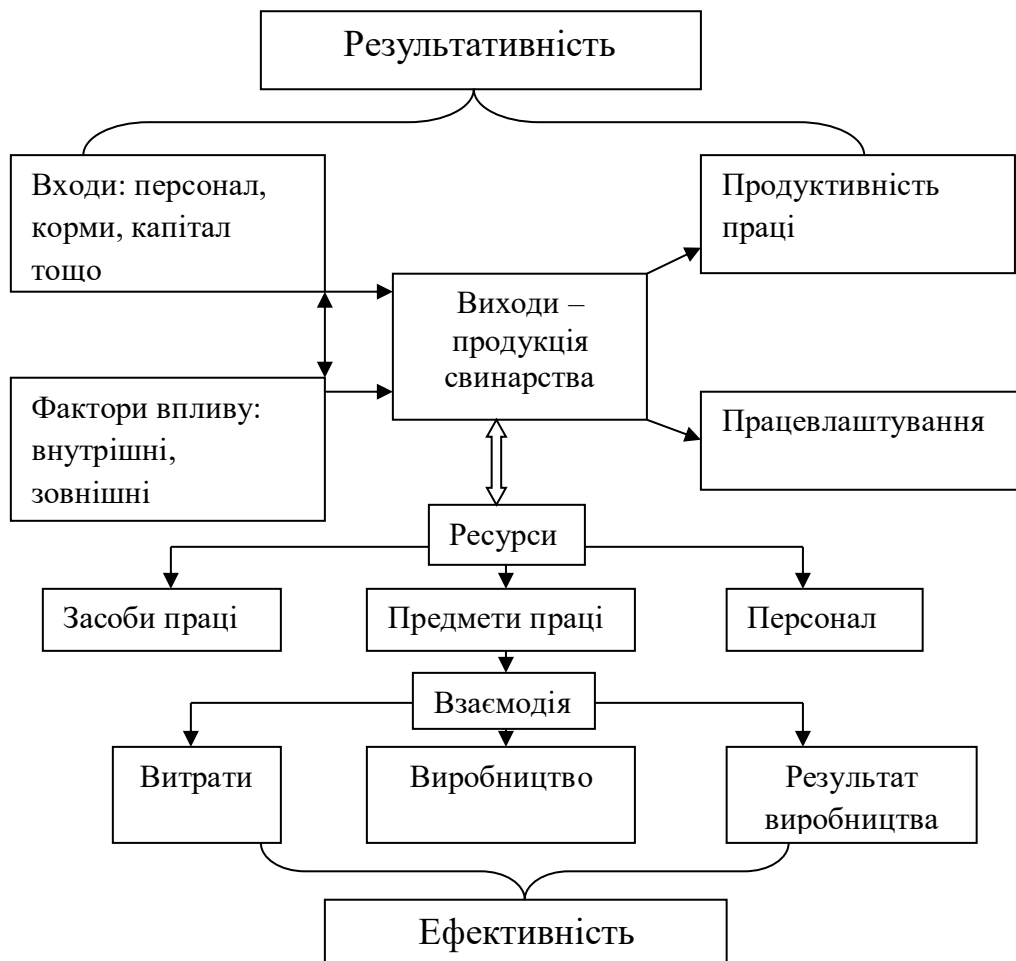 Результативність
Входи: персонал,
корми, капітал
тощо
Продуктивність
праці
Виходи –
продукція
свинарства
Фактори впливу:
внутрішні,
зовнішні
Працевлаштування
Ресурси
Засоби праці
Предмети праці
Персонал
Взаємодія
Витрати
Виробництво
Результат
виробництва
Ефективність